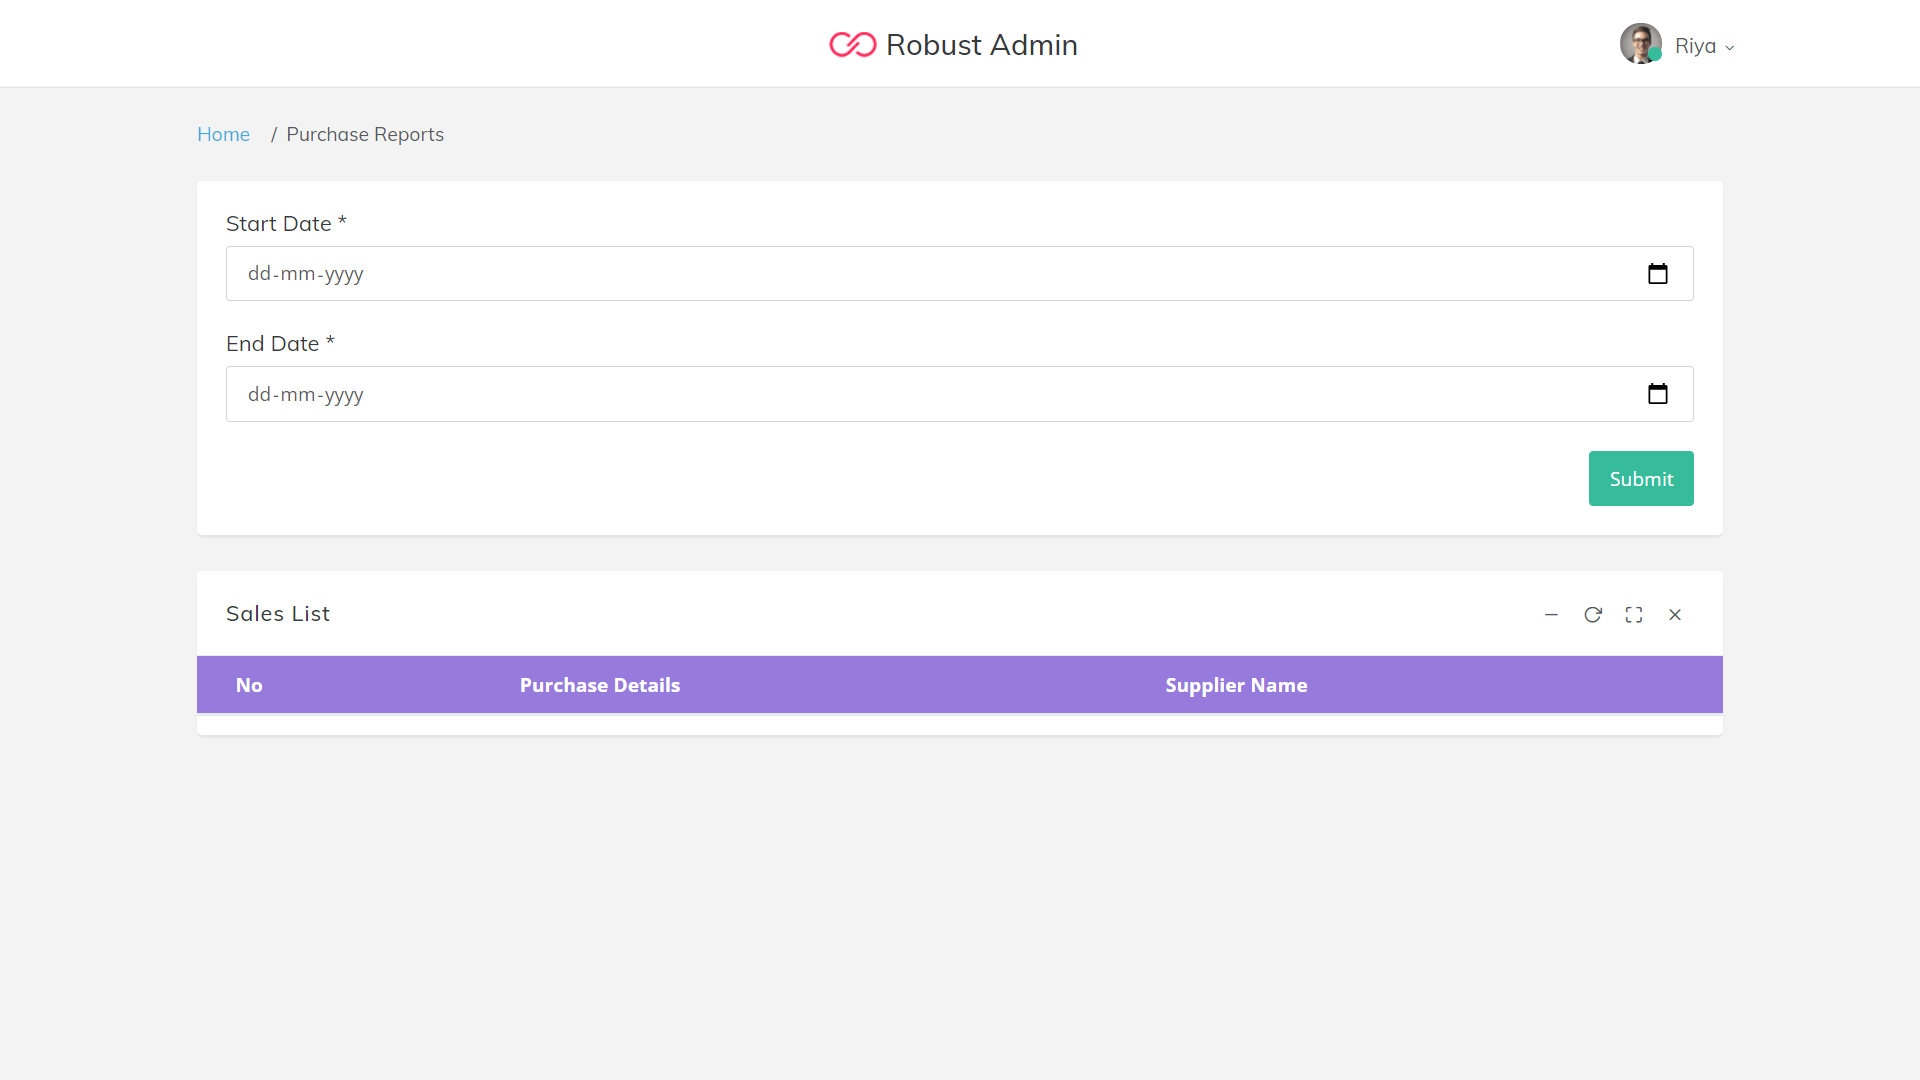 Robust Admin
Riya
Home / Purchase Reports
Start Date *
dd-mm-yyyy
End Date *
dd-mm-yyyy
Submit
Sales List
No Purchase Details Supplier Name